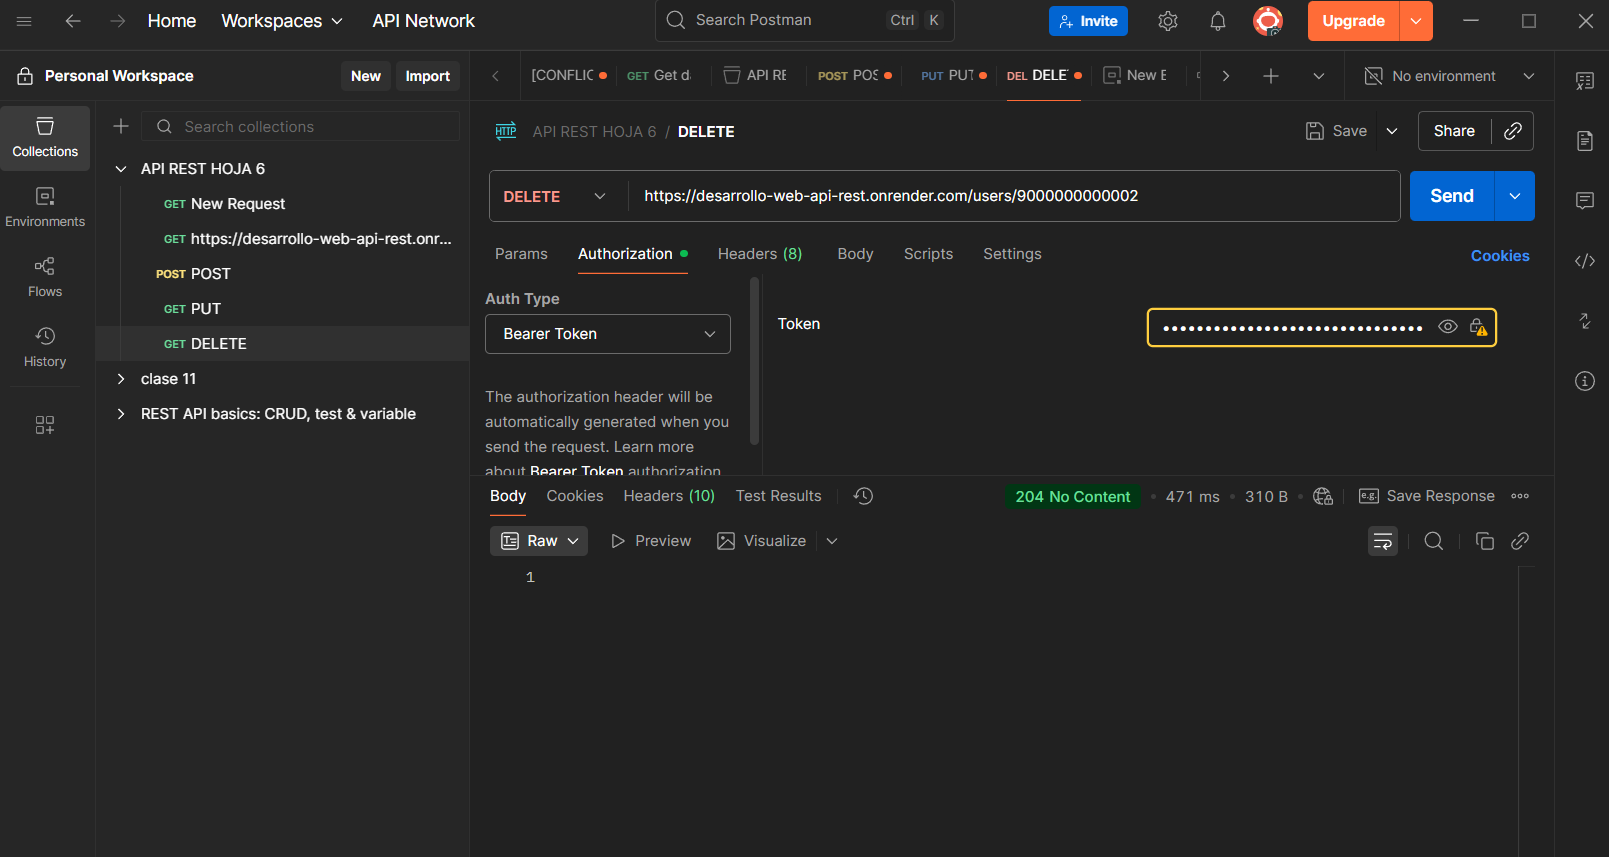 Home Workspaces API Network Search Postman Ctrl K Invite Upgrade
Personal Workspace New Import
[CONFLIC GET Get da API RE POST POS PUT PUT DEL DELE New E No environment
Collections
Environments
Flows
History
Search collections
API REST HOJA 6
GET New Request
GET https://desarrollo-web-api-rest.onr...
POST POST
GET PUT
GET DELETE
clase 11
REST API basics: CRUD, test & variable
HTTP API REST HOJA 6 / DELETE Save Share
DELETE https://desarrollo-web-api-rest.onrender.com/users/9000000000002 Send
Params Authorization Headers (8) Body Scripts Settings Cookies
Auth Type
Bearer Token
Token
The authorization header will be
automatically generated when you
send the request. Learn more
about Bearer Token authorization
Body Cookies Headers (10) Test Results 204 No Content • 471 ms • 310 B • e.g. Save Response
Raw Preview Visualize
1